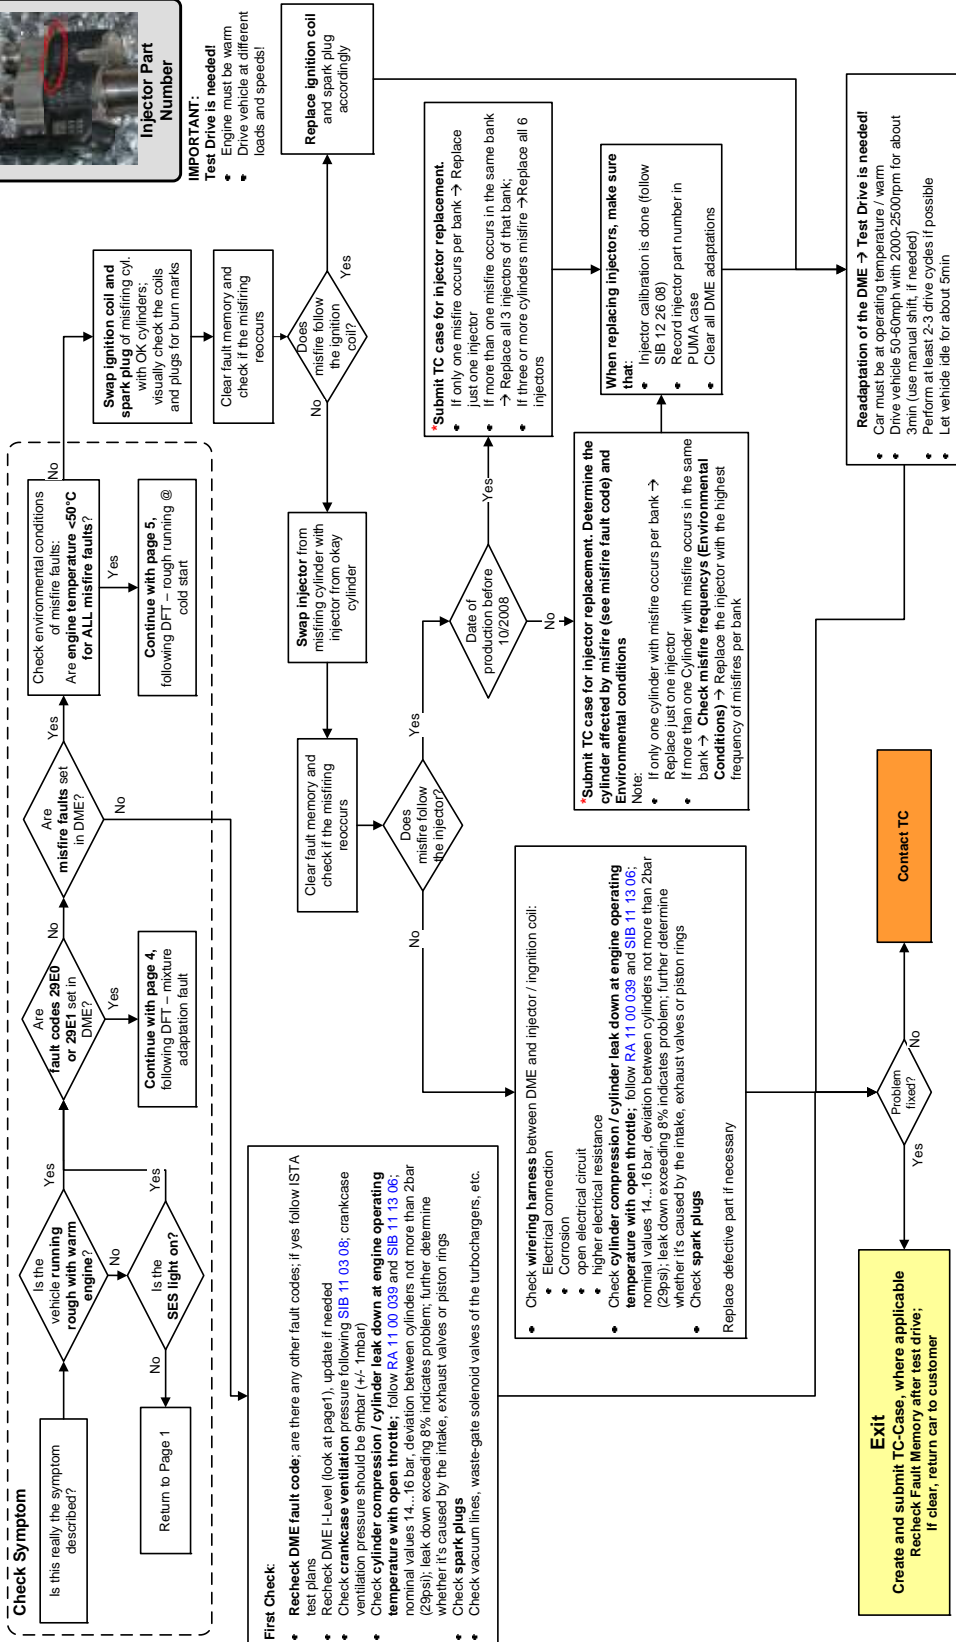 Check Symptom
Is this really the symptom
described?
Is the
vehicle running
rough with warm
engine?
Yes
No
Is the
SES light on?
Yes
No
Return to Page 1
Are
fault codes 29E0
or 29E1 set in
DME?
No
Yes
Continue with page 4,
following DFT – mixture
adaptation fault
Are
misfire faults set
in DME?
Yes
No
Check environmental conditions
of misfire faults:
Are engine temperature <50°C
for ALL misfire faults?
No
Yes
Continue with page 5,
following DFT – rough running @
cold start
Injector Part
Number
IMPORTANT:
Test Drive is needed!
• Engine must be warm
• Drive vehicle at different
loads and speeds!
Swap ignition coil and
spark plug of misfiring cyl.
with OK cylinders;
visually check the coils
and plugs for burn marks
Clear fault memory and
check if the misfiring
reoccurs
Does
misfire follow
the ignition
coil?
Yes
No
Replace ignition coil
and spark plug
accordingly
Swap injector from
misfiring cylinder with
injector from okay
cylinder
Clear fault memory and
check if the misfiring
reoccurs
Does
misfire follow
the injector?
Yes
No
Date of
production before
10/2008
Yes
No
*Submit TC case for injector replacement.
• If only one misfire occurs per bank → Replace
just one injector
• If more than one misfire occurs in the same bank
→ Replace all 3 injectors of that bank;
• If three or more cylinders misfire →Replace all 6
injectors
*Submit TC case for injector replacement. Determine the
cylinder affected by misfire (see misfire fault code) and
Environmental conditions
Note:
• If only one cylinder with misfire occurs per bank →
Replace just one injector
• If more than one Cylinder with misfire occurs in the same
bank → Check misfire frequencys (Environmental
Conditions) → Replace the injector with the highest
frequency of misfires per bank
When replacing injectors, make sure
that:
• Injector calibration is done (follow
SIB 12 26 08)
• Record injector part number in
PUMA case
• Clear all DME adaptations
First Check:
• Recheck DME fault code; are there any other fault codes; if yes follow ISTA
test plans
• Recheck DME I-Level (look at page1), update if needed
• Check crankcase ventilation pressure following SIB 11 03 08; crankcase
ventilation pressure should be 9mbar (+/- 1mbar)
• Check cylinder compression / cylinder leak down at engine operating
temperature with open throttle; follow RA 11 00 039 and SIB 11 13 06;
nominal values 14...16 bar, deviation between cylinders not more than 2bar
(29psi); leak down exceeding 8% indicates problem; further determine
whether it's caused by the intake, exhaust valves or piston rings
• Check spark plugs
• Check vacuum lines, waste-gate solenoid valves of the turbochargers, etc.
• Check wiring harness between DME and injector / ingnition coil:
• Electrical connection
• Corrosion
• open electrical circuit
• higher electrical resistance
• Check cylinder compression / cylinder leak down at engine operating
temperature with open throttle; follow RA 11 00 039 and SIB 11 13 06;
nominal values 14...16 bar, deviation between cylinders not more than 2bar
(29psi); leak down exceeding 8% indicates problem; further determine
whether it's caused by the intake, exhaust valves or piston rings
• Check spark plugs
Replace defective part if necessary
Readaptation of the DME → Test Drive is needed!
• Car must be at operating temperature / warm
• Drive vehicle 50-60mph with 2000-2500rpm for about
3min (use manual shift, if needed)
• Perform at least 2-3 drive cycles if possible
• Let vehicle idle for about 5min
Problem
fixed?
No
Yes
Contact TC
Exit
Create and submit TC-Case, where applicable
Recheck Fault Memory after test drive;
If clear, return car to customer